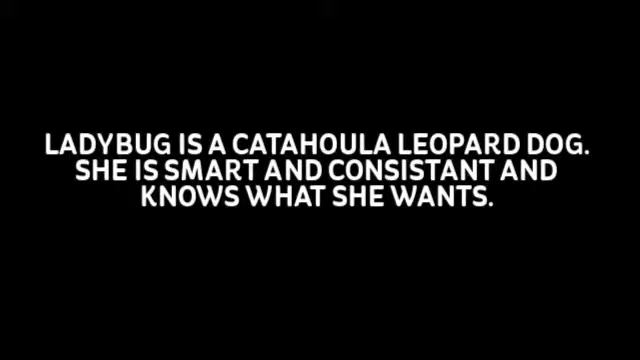 LADYBUG IS A CATAHOULA LEOPARD DOG.
SHE IS SMART AND CONSISTANT AND
KNOWS WHAT SHE WANTS.